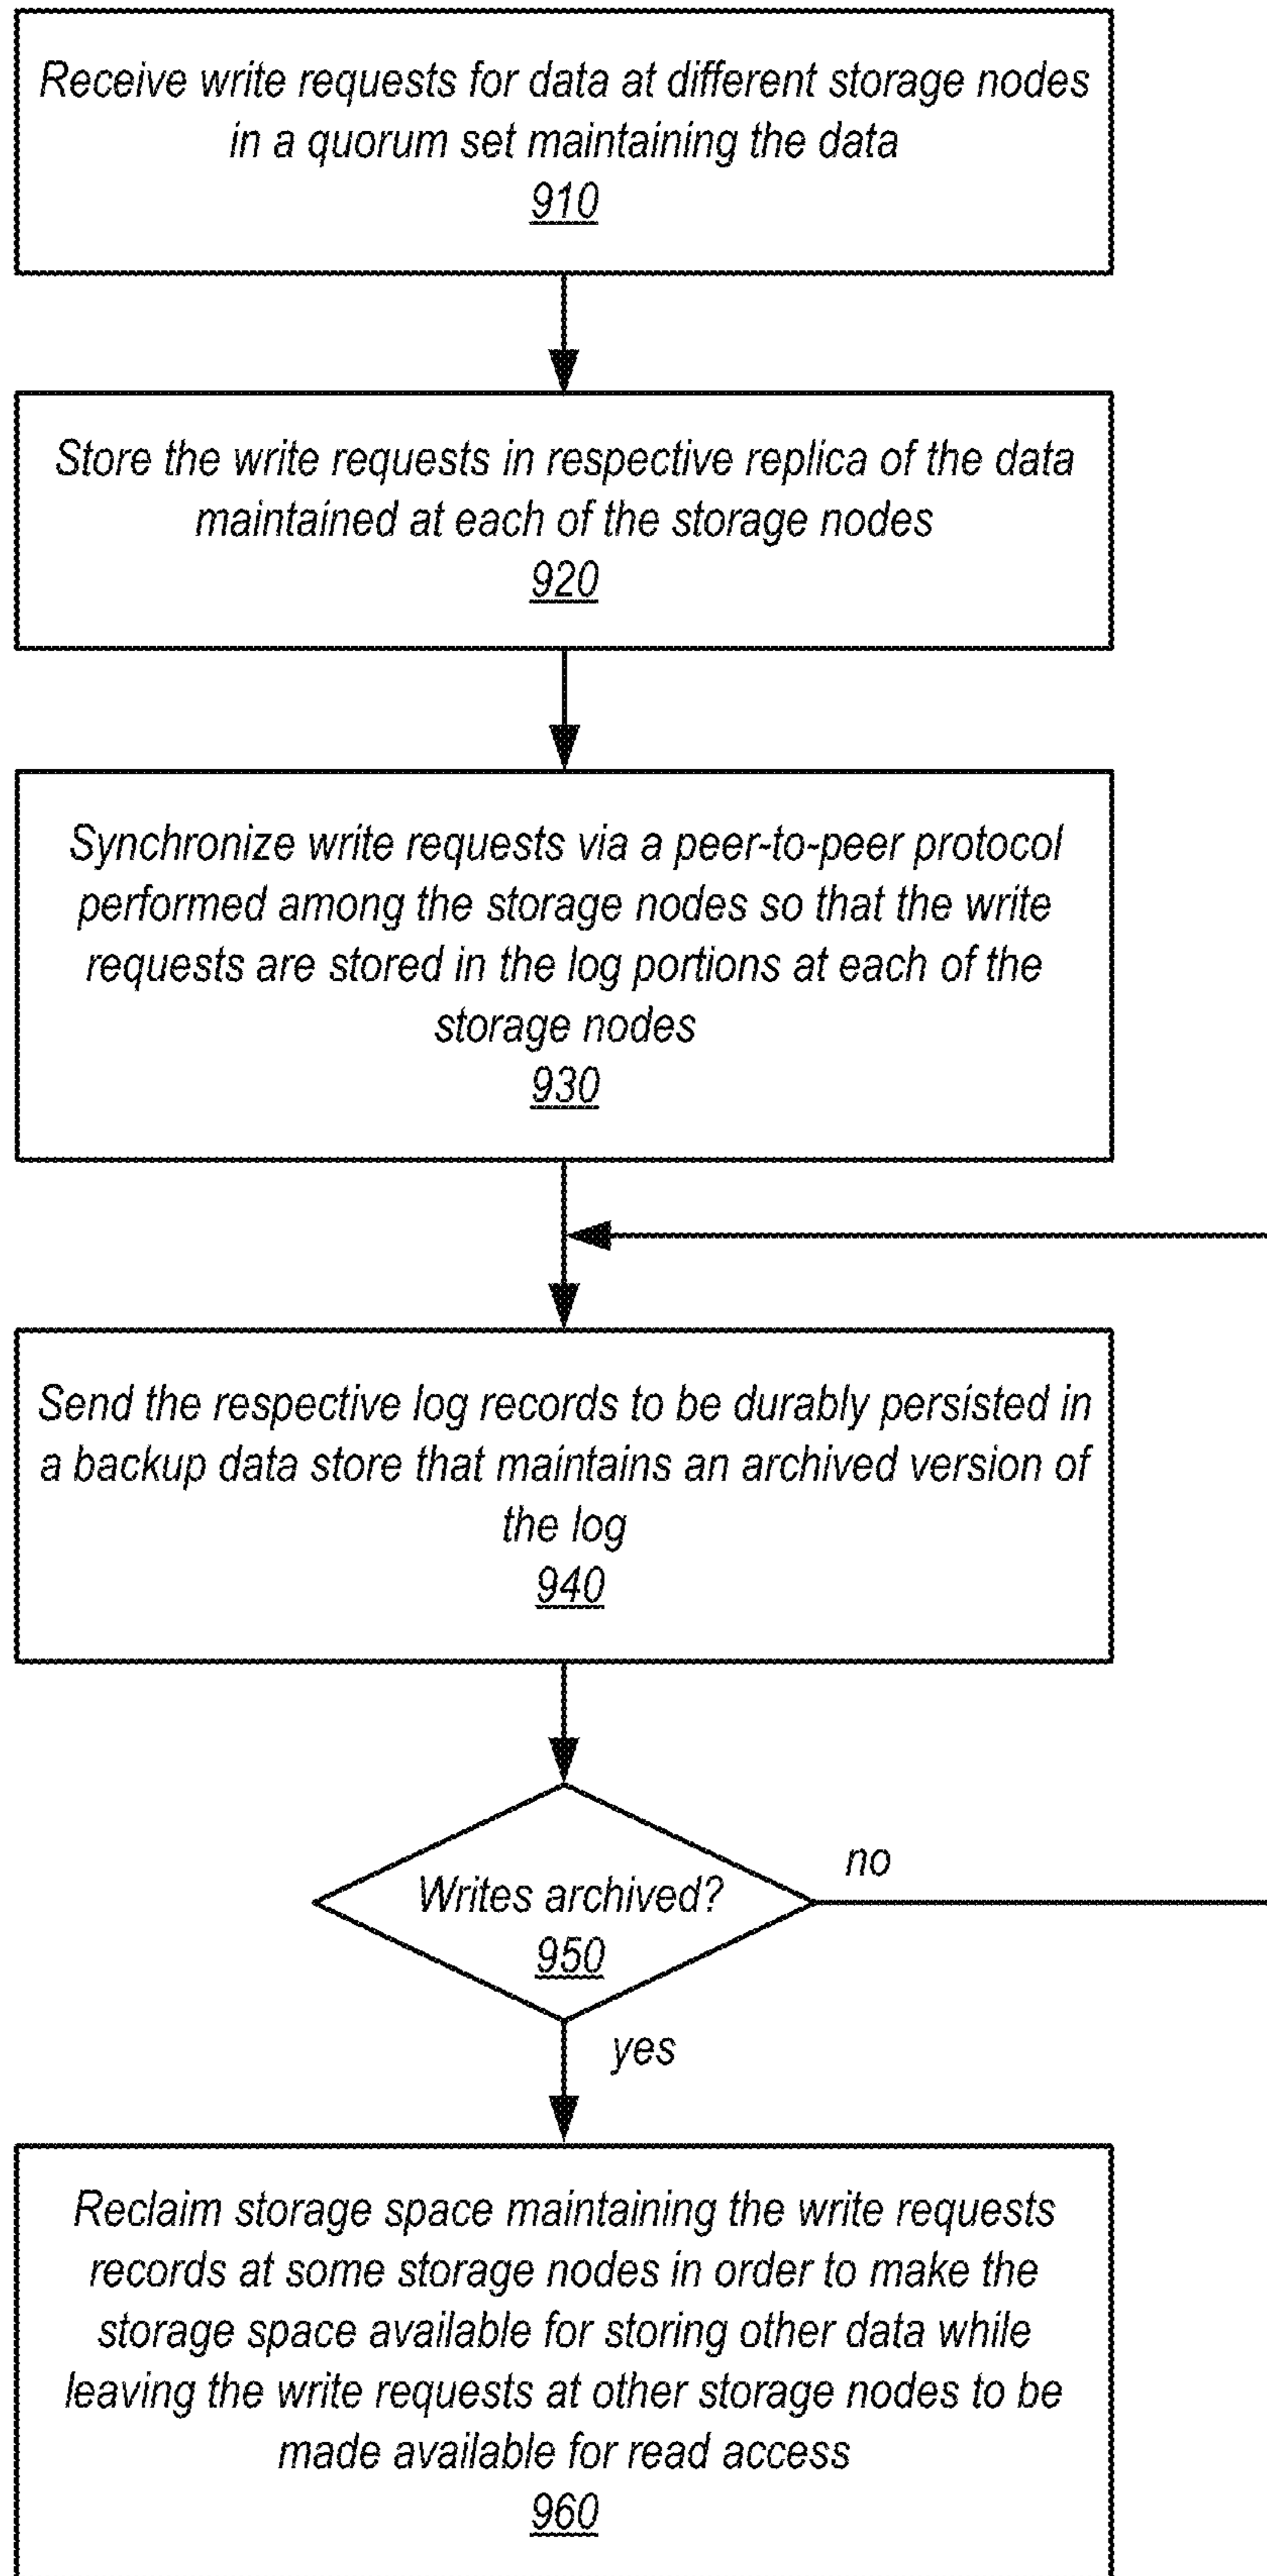 Receive write requests for data at different storage nodes
in a quorum set maintaining the data
910
Store the write requests in respective replica of the data
maintained at each of the storage nodes
920
Synchronize write requests via a peer-to-peer protocol
performed among the storage nodes so that the write
requests are stored in the log portions at each of the
storage nodes
930
Send the respective log records to be durably persisted in
a backup data store that maintains an archived version of
the log
940
Writes archived?
950
no
yes
Reclaim storage space maintaining the write requests
records at some storage nodes in order to make the
storage space available for storing other data while
leaving the write requests at other storage nodes to be
made available for read access
960